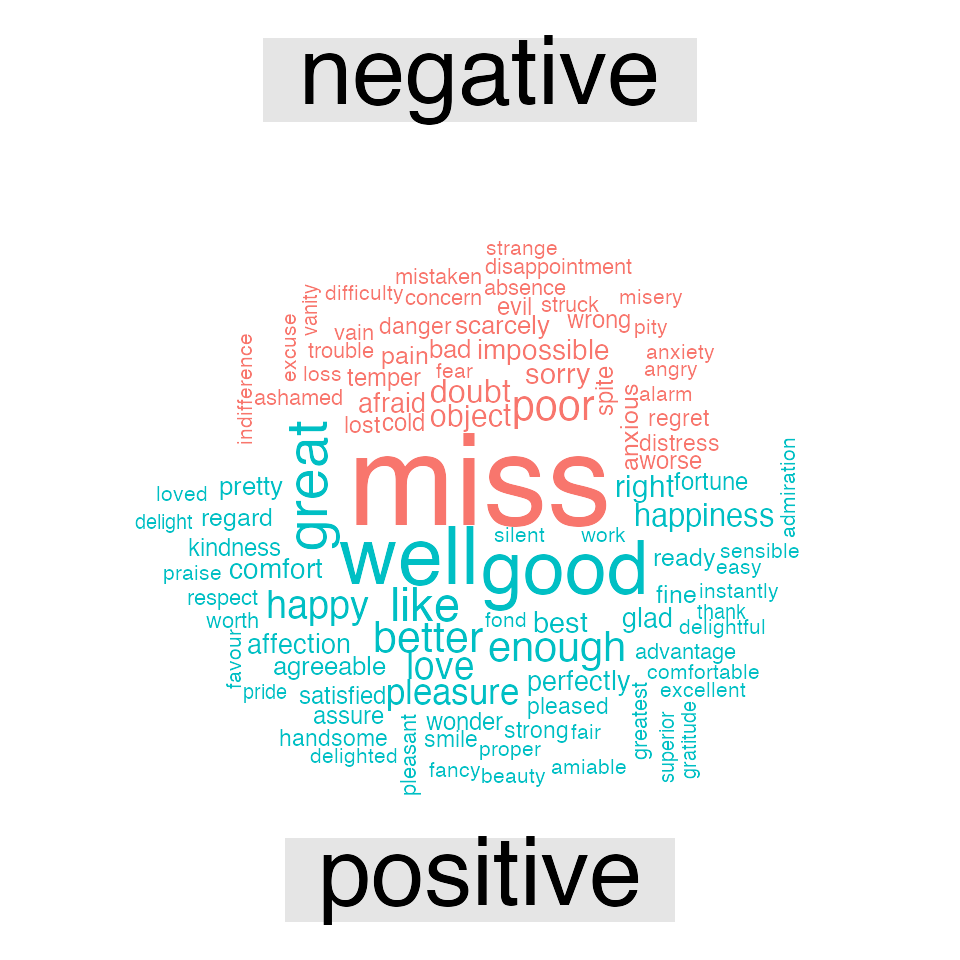 negative
strange
disappointment
mistaken
absence
difficulty
concern
misery
vanity
evil
struck
wrong
pity
vain
danger
scarcely
excuse
trouble
pain
bad
impossible
anxiety
indifference
loss
temper
fear
sorry
angry
ashamed
afraid
doubt
spite
alarm
lost
cold
object
poor
anxious
regret
distress
worse
miss
great
right
fortune
loved
pretty
happiness
admiration
delight
regard
silent
work
kindness
well
good
ready
sensible
easy
praise
comfort
respect
happy
like
fine
instantly
worth
fond
best
glad
thank
delightful
favour
affection
better
enough
advantage
agreeable
love
comfortable
pride
satisfied
pleasure
perfectly
excellent
assure
wonder
pleased
greatest
superior
gratitude
handsome
pleasant
smile
strong
fair
delighted
proper
fancy
beauty
amiable
positive